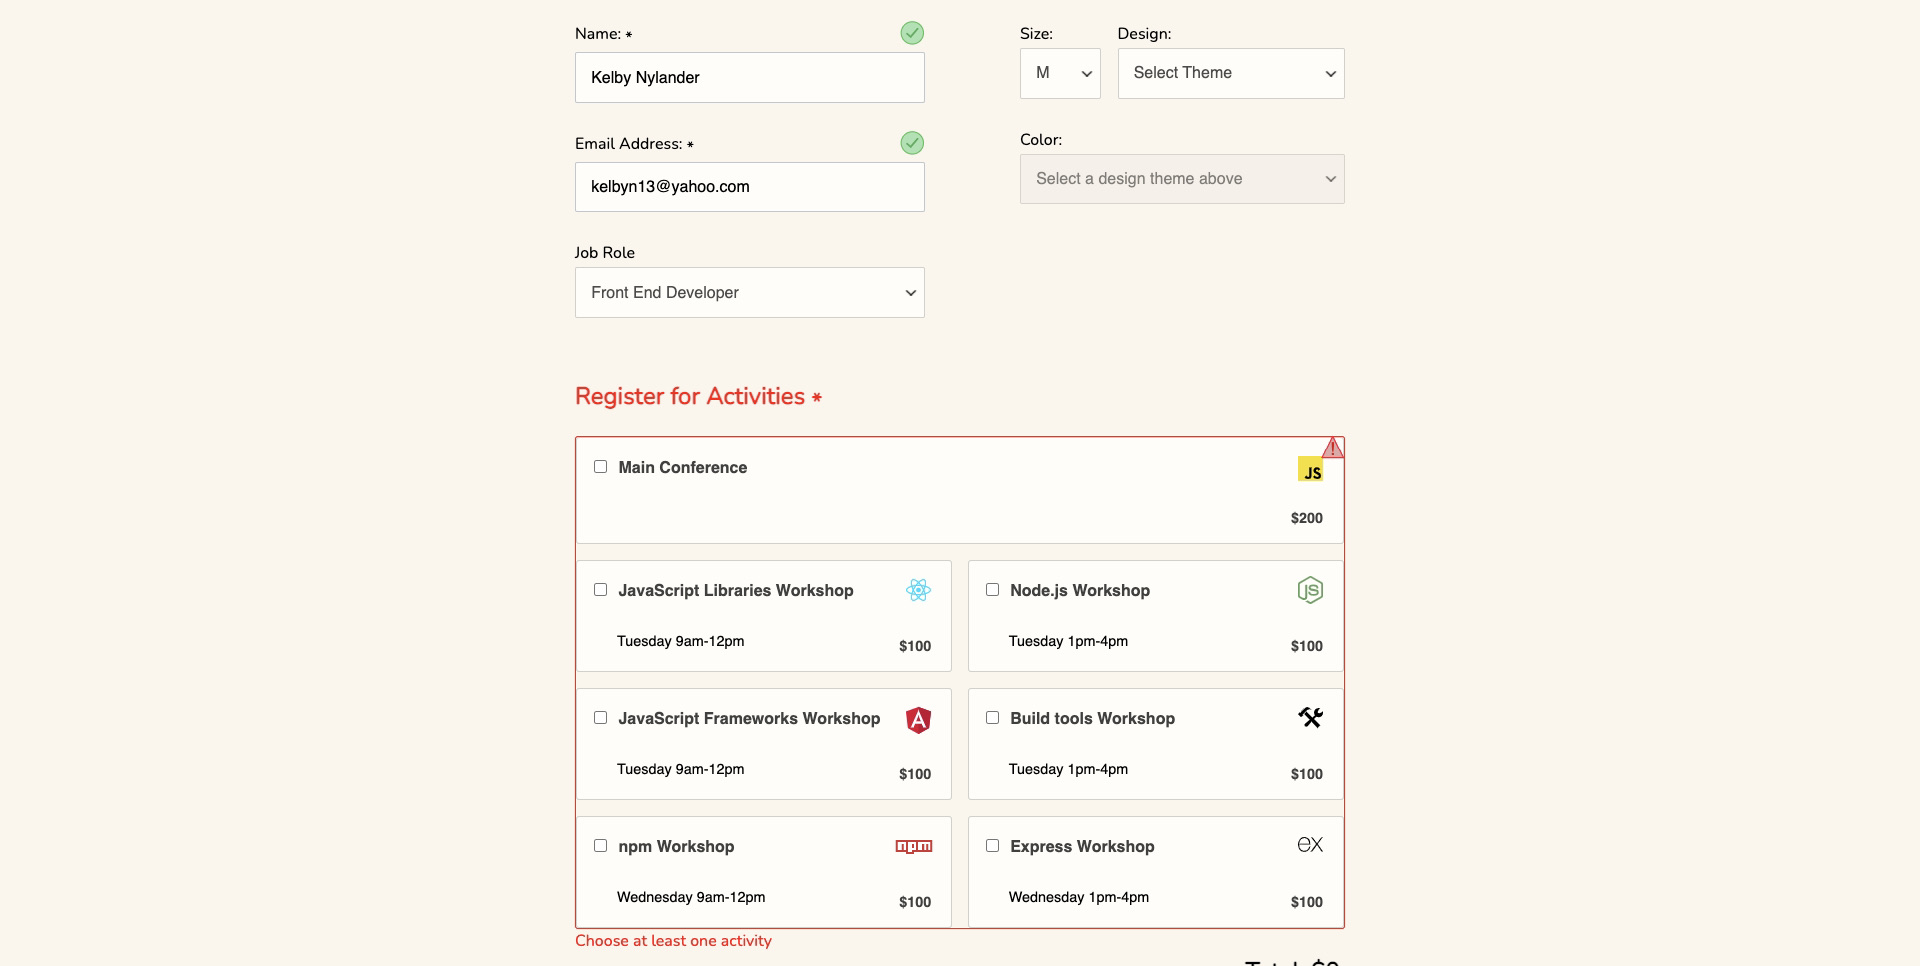 Name: *
Kelby Nylander
Email Address: *
kelbyn13@yahoo.com
Job Role
Front End Developer
Size:
M
Design:
Select Theme
Color:
Select a design theme above
Register for Activities *
Main Conference
JS
$200
JavaScript Libraries Workshop
Tuesday 9am-12pm
$100
Node.js Workshop
JS
Tuesday 1pm-4pm
$100
JavaScript Frameworks Workshop
A
Tuesday 9am-12pm
$100
Build tools Workshop
Tuesday 1pm-4pm
$100
npm Workshop
npm
Wednesday 9am-12pm
$100
Express Workshop
ex
Wednesday 1pm-4pm
$100
Choose at least one activity